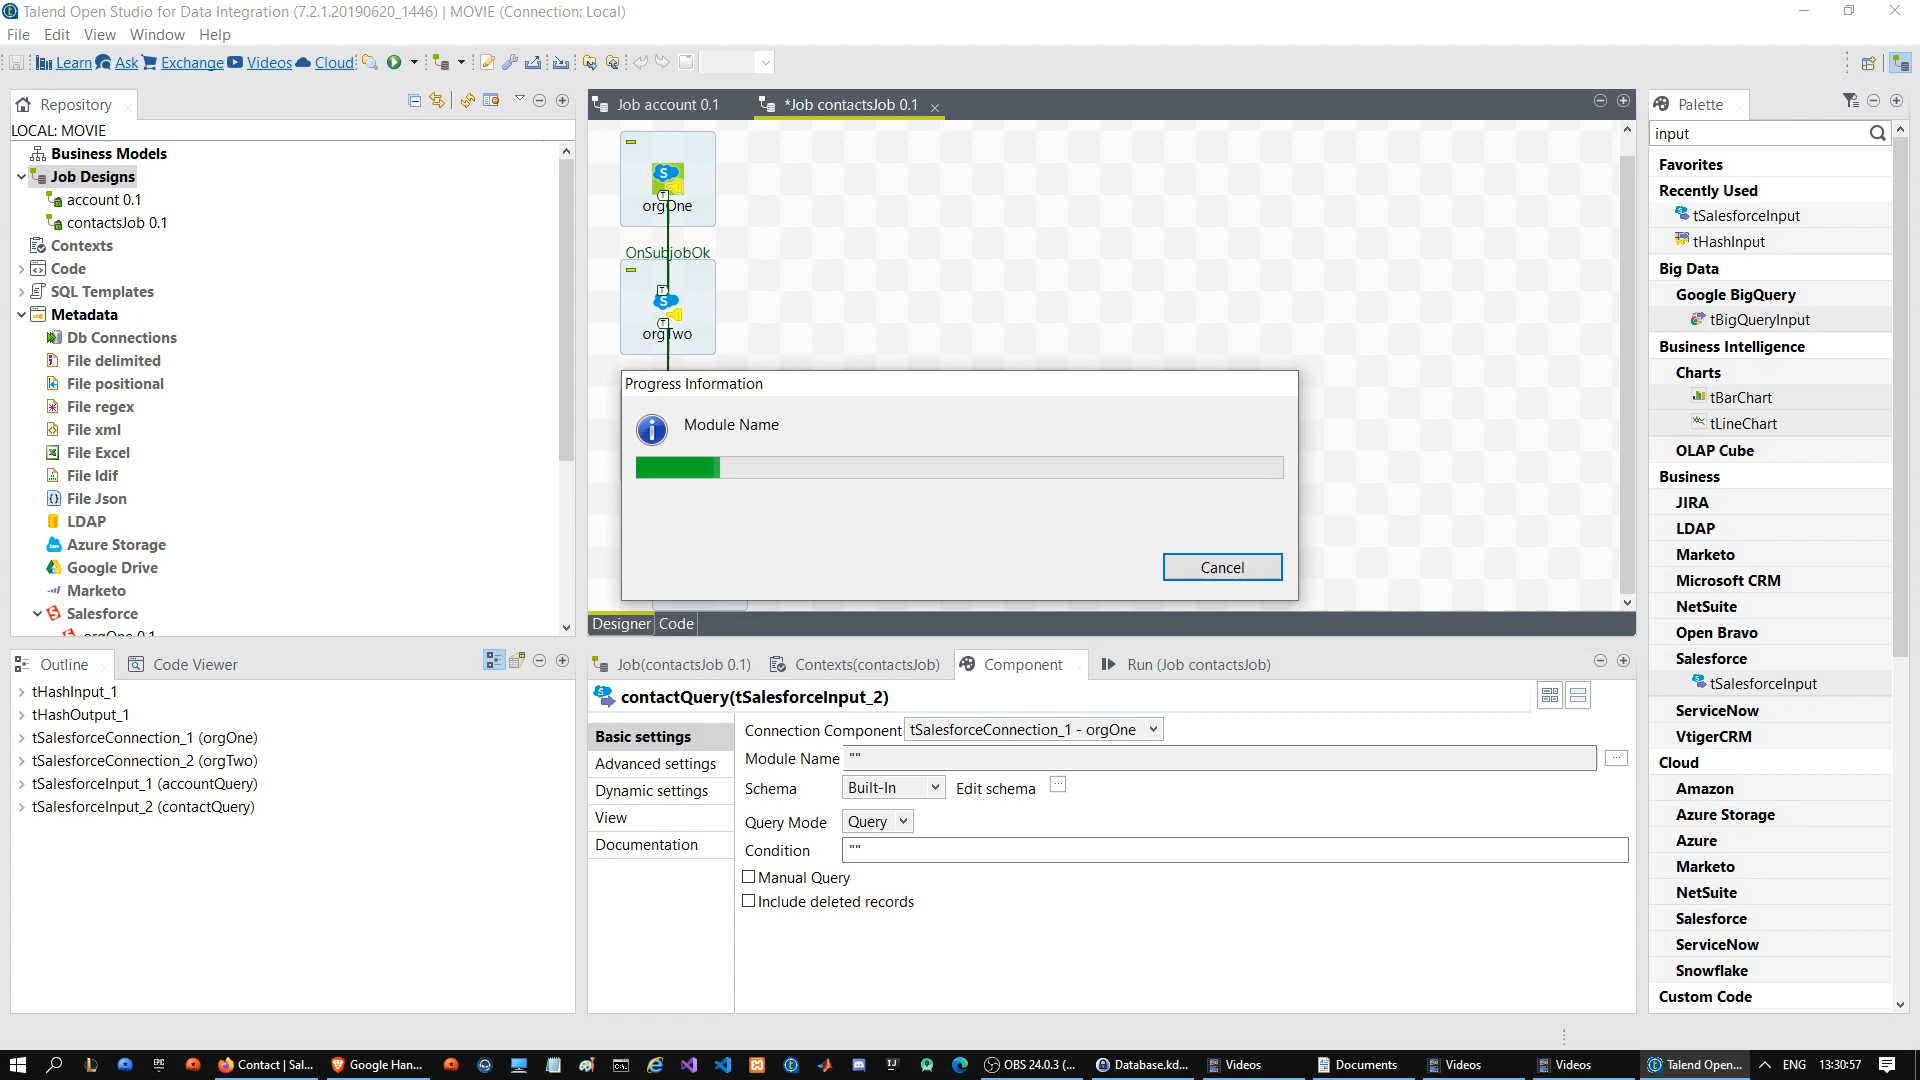 Talend Open Studio for Data Integration (7.2.1.20190620_1446) | MOVIE (Connection: Local)
File Edit View Window Help
Learn Ask Exchange Videos Cloud
Repository
LOCAL: MOVIE
Business Models
Job Designs
account 0.1
contactsJob 0.1
Contexts
Code
SQL Templates
Metadata
Db Connections
File delimited
File positional
File regex
File xml
File Excel
File ldif
File Json
LDAP
Azure Storage
Google Drive
Marketo
Salesforce
orgOne 0.1
Job account 0.1
*Job contactsJob 0.1
orgOne
OnSubjobOk
orgTwo
Progress Information
Module Name
Cancel
Designer Code
Palette
input
Favorites
Recently Used
tSalesforceInput
tHashInput
Big Data
Google BigQuery
tBigQueryInput
Business Intelligence
Charts
tBarChart
tLineChart
OLAP Cube
Business
JIRA
LDAP
Marketo
Microsoft CRM
NetSuite
Open Bravo
Salesforce
tSalesforceInput
ServiceNow
VtigerCRM
Cloud
Amazon
Azure Storage
Azure
Marketo
NetSuite
Salesforce
ServiceNow
Snowflake
Custom Code
Outline
Code Viewer
tHashInput_1
tHashOutput_1
tSalesforceConnection_1 (orgOne)
tSalesforceConnection_2 (orgTwo)
tSalesforceInput_1 (accountQuery)
tSalesforceInput_2 (contactQuery)
Job(contactsJob 0.1)
Contexts(contactsJob)
Component
Run (Job contactsJob)
contactQuery(tSalesforceInput_2)
Basic settings
Advanced settings
Dynamic settings
View
Documentation
Connection Component tSalesforceConnection_1 - orgOne
Module Name ""
Schema Built-In Edit schema
Query Mode Query
Condition ""
Manual Query
Include deleted records
Contact | Sal...
Google Han...
OBS 24.0.3 (...
Database.kd...
Videos
Documents
Videos
Videos
Talend Open...
ENG
13:30:57